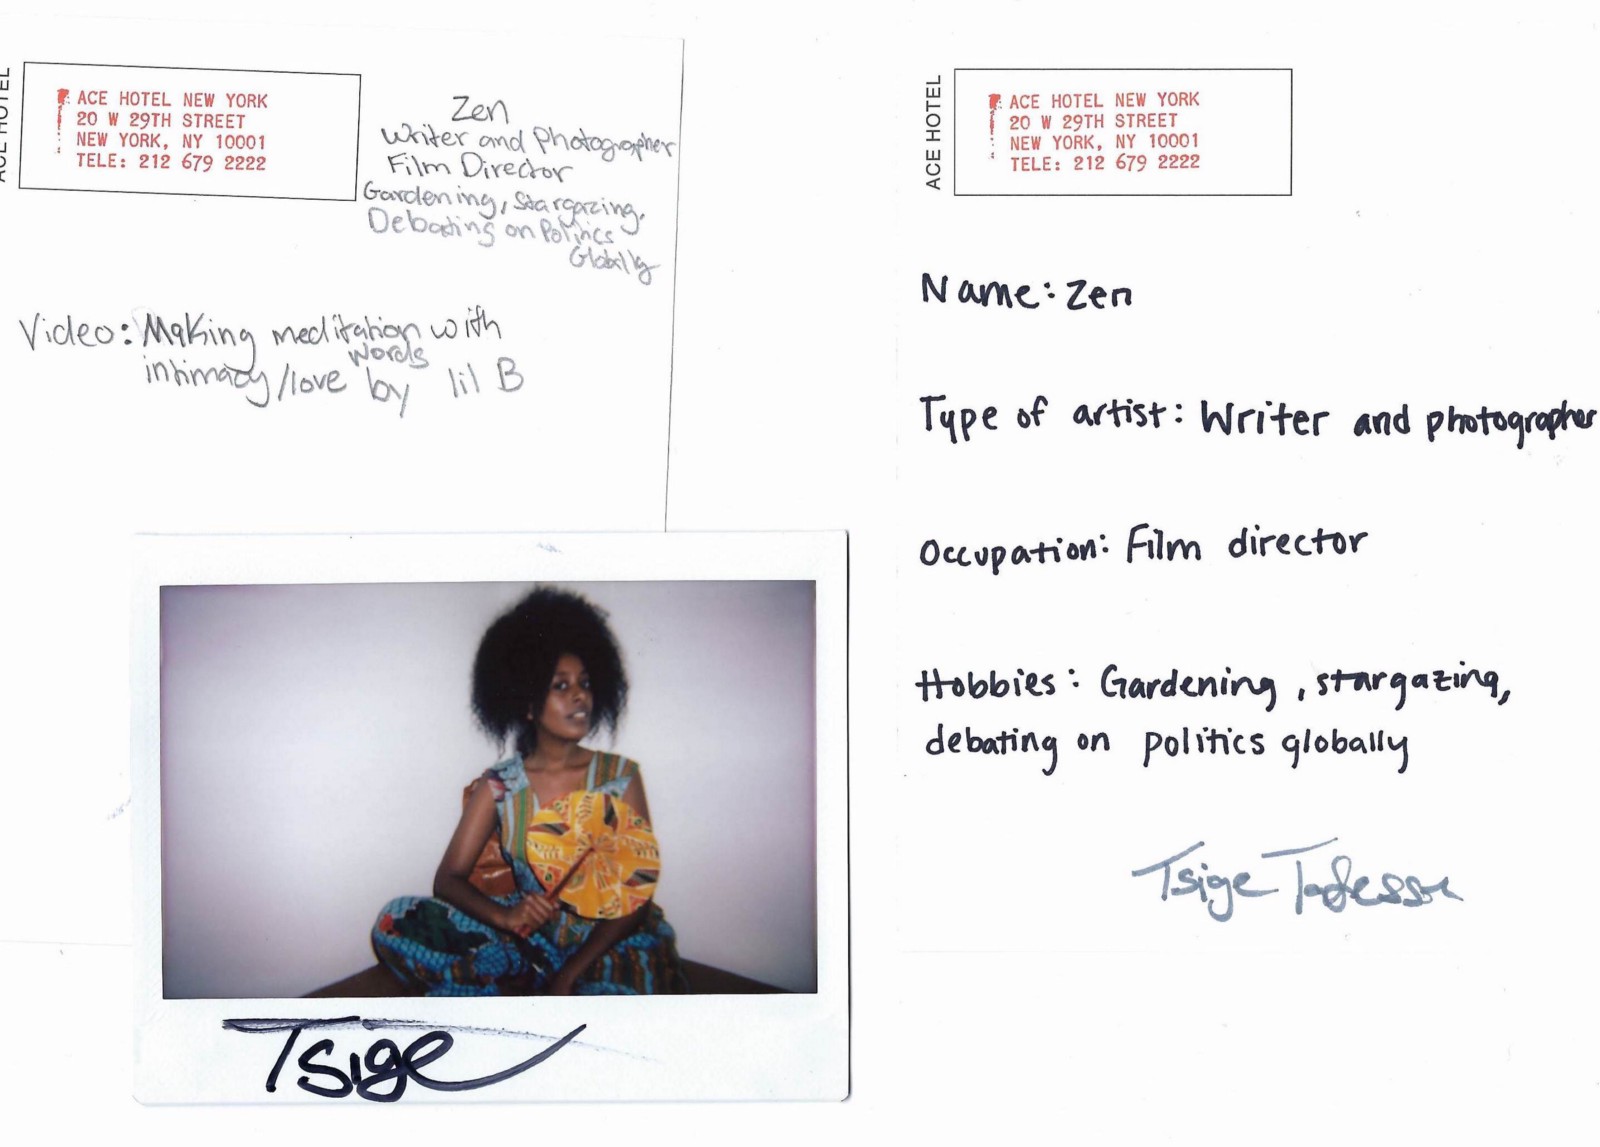 ACE HOTEL
ACE HOTEL NEW YORK
20 W 29TH STREET
NEW YORK, NY 10001
TELE: 212 679 2222
Zen
Writer and Photographer
Film Director
Gardening, Stargazing,
Debating on Politics
Globally
Video: Making meditation with
words
intimacy/love by lil B
Tsige
ACE HOTEL
ACE HOTEL NEW YORK
20 W 29TH STREET
NEW YORK, NY 10001
TELE: 212 679 2222
Name: Zen
Type of artist: Writer and photographer
Occupation: Film director
Hobbies: Gardening, stargazing,
debating on politics globally
Tsige Tadesse